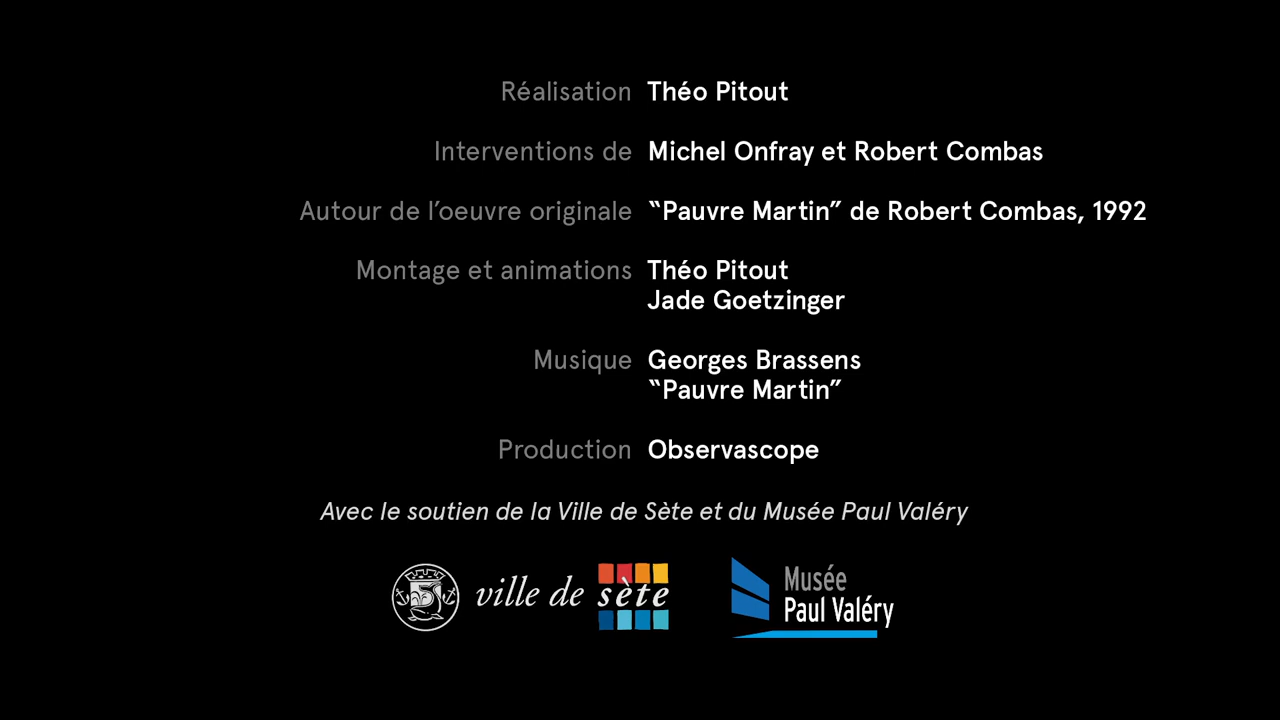 Réalisation Théo Pitout
Interventions de Michel Onfray et Robert Combas
Autour de l’oeuvre originale “Pauvre Martin” de Robert Combas, 1992
Montage et animations Théo Pitout
Jade Goetzinger
Musique Georges Brassens
“Pauvre Martin”
Production Observascope
Avec le soutien de la Ville de Sète et du Musée Paul Valéry
ville de sète
Musée
Paul Valéry